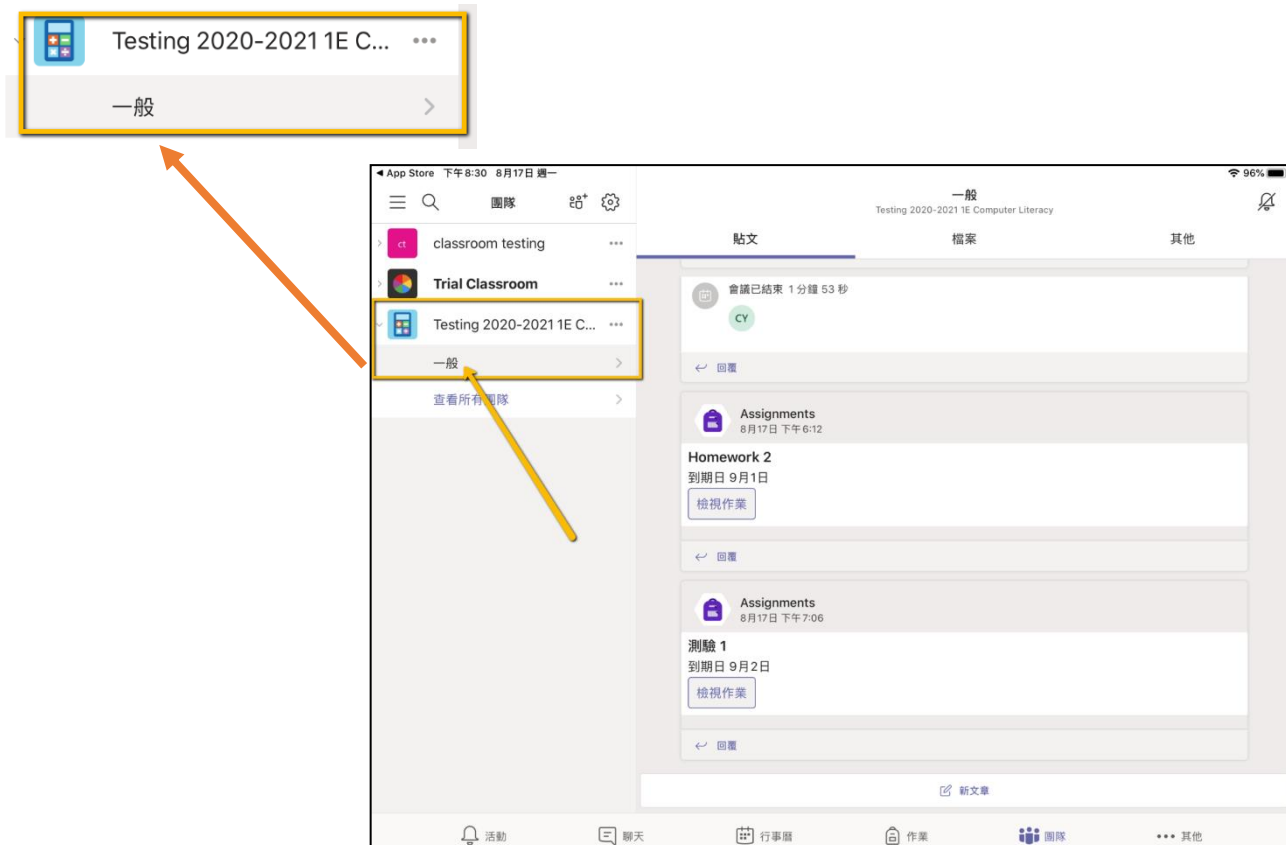 Testing 2020-2021 1E C... •••
一般
App Store 下午8:30 8月17日 週一
96%
團隊
一般
Testing 2020-2021 1E Computer Literacy
貼文 檔案 其他
ct classroom testing •••
Trial Classroom •••
Testing 2020-2021 1E C... •••
一般
查看所有團隊
會議已結束 1 分鐘 53 秒
CY
回覆
Assignments
8月17日 下午6:12
Homework 2
到期日 9月1日
檢視作業
回覆
Assignments
8月17日 下午7:06
測驗 1
到期日 9月2日
檢視作業
回覆
新文章
活動 聊天 行事曆 作業 團隊 ••• 其他